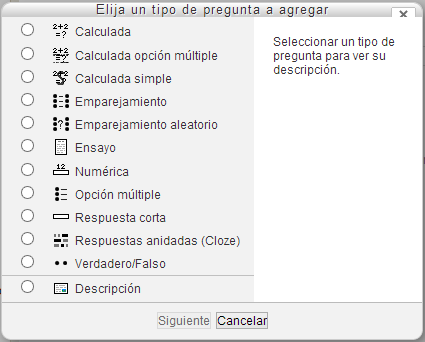 Elija un tipo de pregunta a agregar
Calculada
Calculada opción múltiple
Calculada simple
Emparejamiento
Emparejamiento aleatorio
Ensayo
Numérica
Opción múltiple
Respuesta corta
Respuestas anidadas (Cloze)
Verdadero/Falso
Descripción
Seleccionar un tipo de
pregunta para ver su
descripción.
Siguiente Cancelar